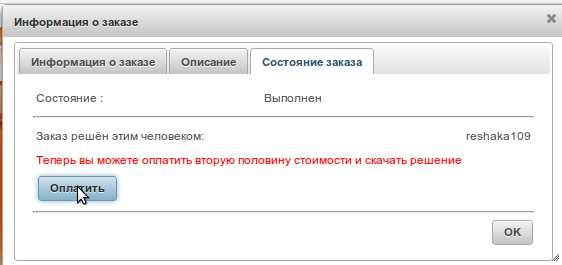 Информация о заказе
Информация о заказе
Описание
Состояние заказа
Состояние :
Выполнен
Заказ решён этим человеком:
reshaka109
Теперь вы можете оплатить вторую половину стоимости и скачать решение
Оплатить
OK